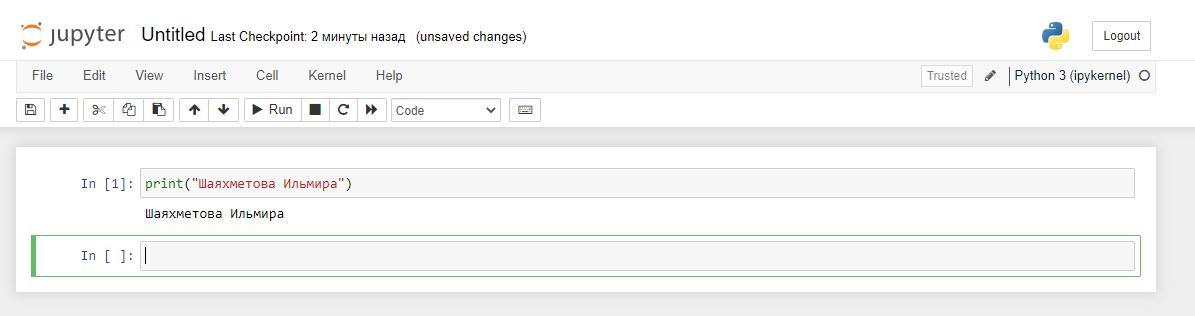 jupyter Untitled Last Checkpoint: 2 минуты назад (unsaved changes) Logout
File Edit View Insert Cell Kernel Help Trusted Python 3 (ipykernel)
Run Code
In [1]: print("Шаяхметова Ильмира")
Шаяхметова Ильмира
In [ ]: